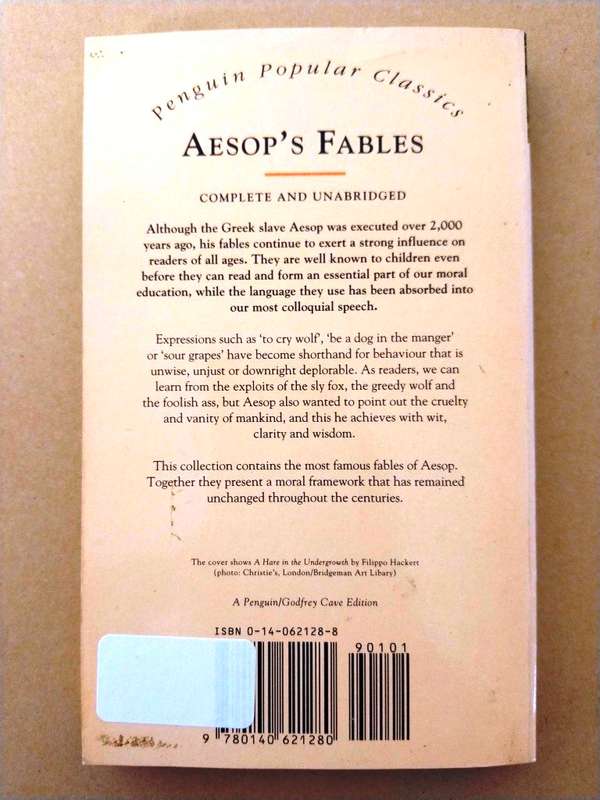 Penguin Popular Classics
AESOP'S FABLES
COMPLETE AND UNABRIDGED
Although the Greek slave Aesop was executed over 2,000
years ago, his fables continue to exert a strong influence on
readers of all ages. They are well known to children even
before they can read and form an essential part of our moral
education, while the language they use has been absorbed into
our most colloquial speech.
Expressions such as 'to cry wolf', 'be a dog in the manger'
or 'sour grapes' have become shorthand for behaviour that is
unwise, unjust or downright deplorable. As readers, we can
learn from the exploits of the sly fox, the greedy wolf and
the foolish ass, but Aesop also wanted to point out the cruelty
and vanity of mankind, and this he achieves with wit,
clarity and wisdom.
This collection contains the most famous fables of Aesop.
Together they present a moral framework that has remained
unchanged throughout the centuries.
The cover shows A Hare in the Undergrowth by Filippo Hackert
(photo: Christie's, London/Bridgeman Art Libary)
A Penguin/Godfrey Cave Edition
ISBN 0-14-062128-8
90101
9 780140 621280